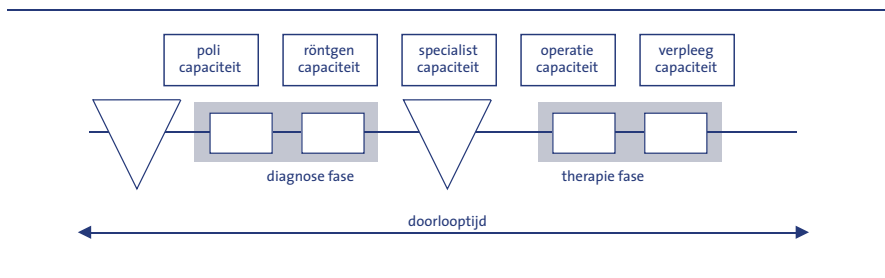 poli
capaciteit
röntgen
capaciteit
specialist
capaciteit
operatie
capaciteit
verpleeg
capaciteit
diagnose fase
therapie fase
doorlooptijd